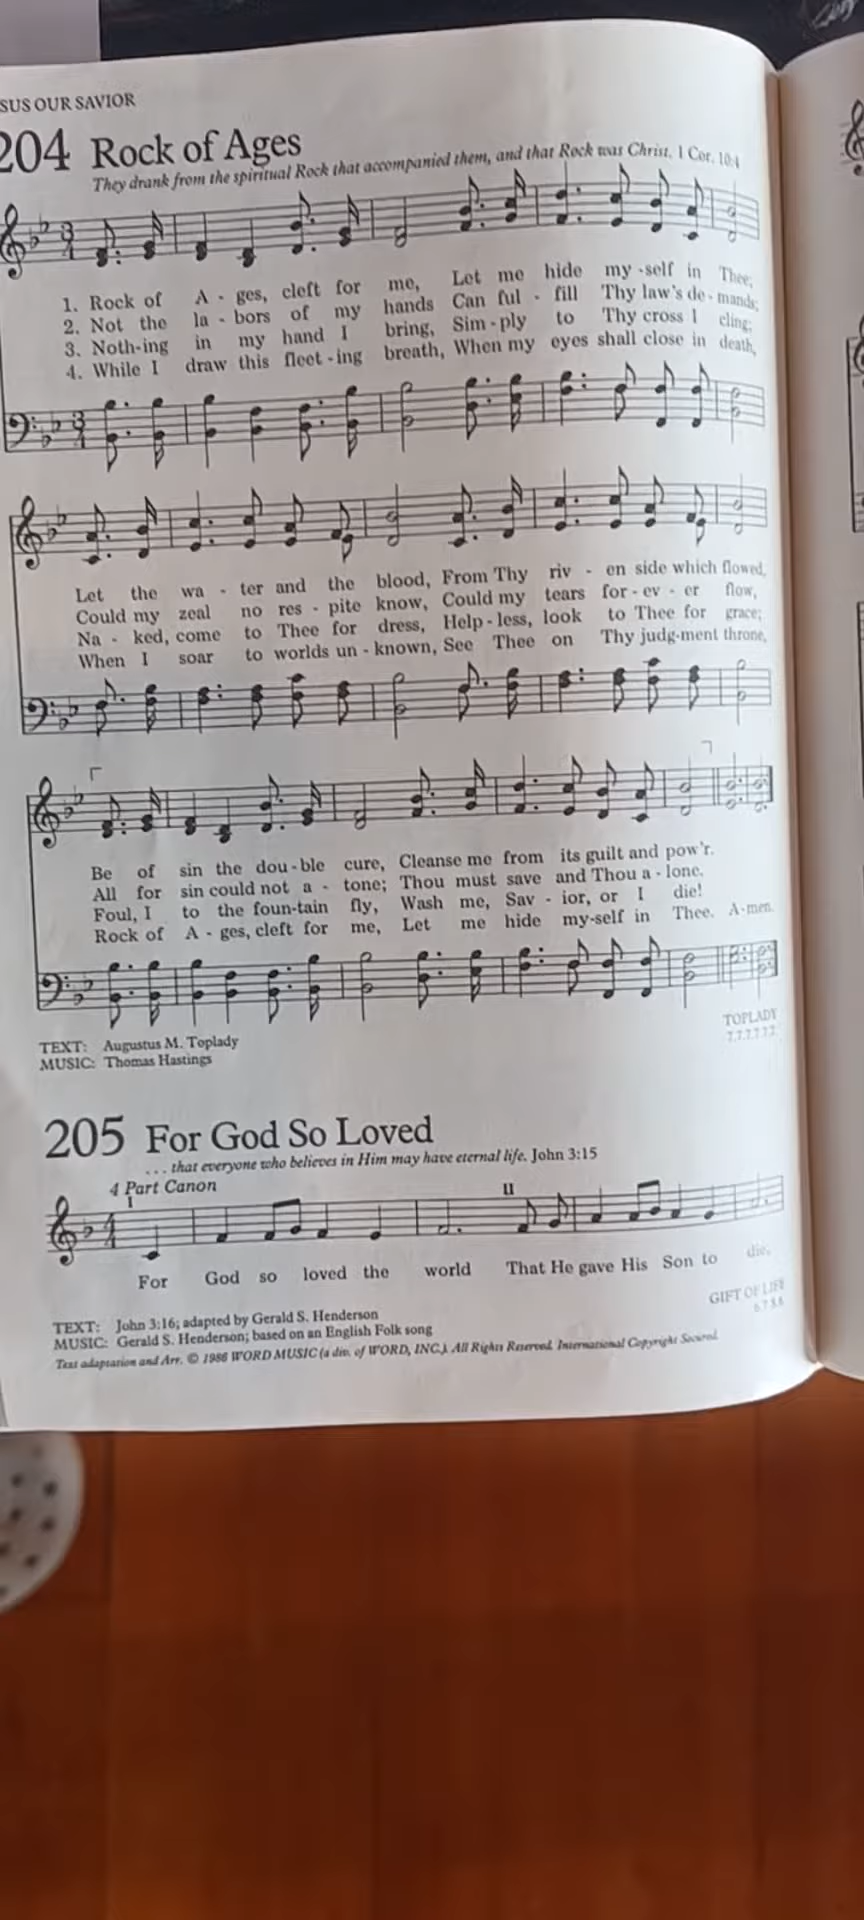 SUS OUR SAVIOR
204 Rock of Ages
They drank from the spiritual Rock that accompanied them, and that Rock was Christ. 1 Cor. 10:4
3
4
1. Rock of A - ges, cleft for me, Let me hide my -self in Thee;
2. Not the la - bors of my hands Can ful - fill Thy law's de - mands;
3. Noth-ing in my hand I bring, Sim - ply to Thy cross I cling;
4. While I draw this fleet - ing breath, When my eyes shall close in death,
3
4
Let the wa - ter and the blood, From Thy riv - en side which flowed,
Could my zeal no res - pite know, Could my tears for - ev - er flow,
Na - ked, come to Thee for dress, Help - less, look to Thee for grace;
When I soar to worlds un - known, See Thee on Thy judg-ment throne,
Be of sin the dou - ble cure, Cleanse me from its guilt and pow'r.
All for sin could not a - tone; Thou must save and Thou a - lone.
Foul, I to the foun-tain fly, Wash me, Sav - ior, or I die!
Rock of A - ges, cleft for me, Let me hide my-self in Thee. A-men.
TEXT: Augustus M. Toplady
MUSIC: Thomas Hastings
TOPLADY
7.7.7.7.7.7.
205 For God So Loved
. . . that everyone who believes in Him may have eternal life. John 3:15
4 Part Canon
I
II
4
4
For God so loved the world That He gave His Son to die.
TEXT: John 3:16; adapted by Gerald S. Henderson
MUSIC: Gerald S. Henderson; based on an English Folk song
GIFT OF LIFE
Text adaptation and Arr. © 1986 WORD MUSIC (a div. of WORD, INC.). All Rights Reserved. International Copyright Secured.